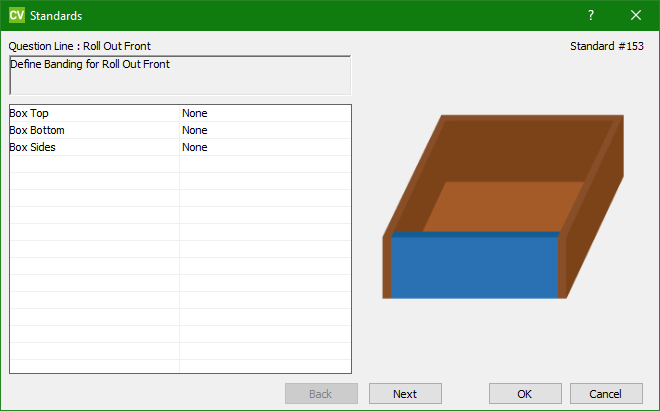 CV Standards ?
Question Line : Roll Out Front Standard #153
Define Banding for Roll Out Front
Box Top None
Box Bottom None
Box Sides None
Back Next OK Cancel